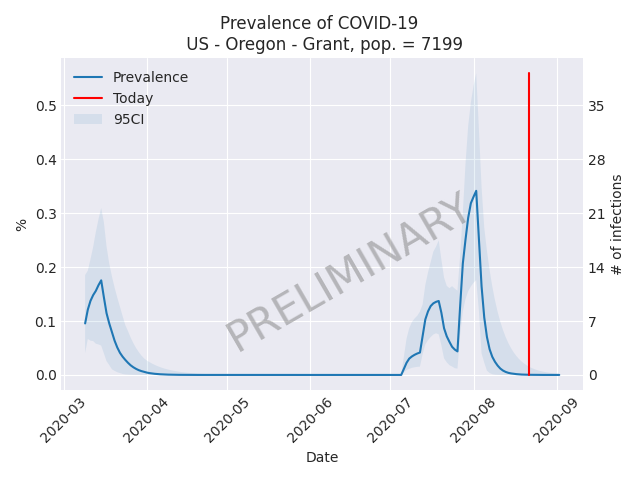 Prevalence of COVID-19
US - Oregon - Grant, pop. = 7199
Prevalence
Today
95CI
PRELIMINARY
%
0.5
0.4
0.3
0.2
0.1
0.0
# of infections
35
28
21
14
7
0
2020-03
2020-04
2020-05
2020-06
2020-07
2020-08
2020-09
Date